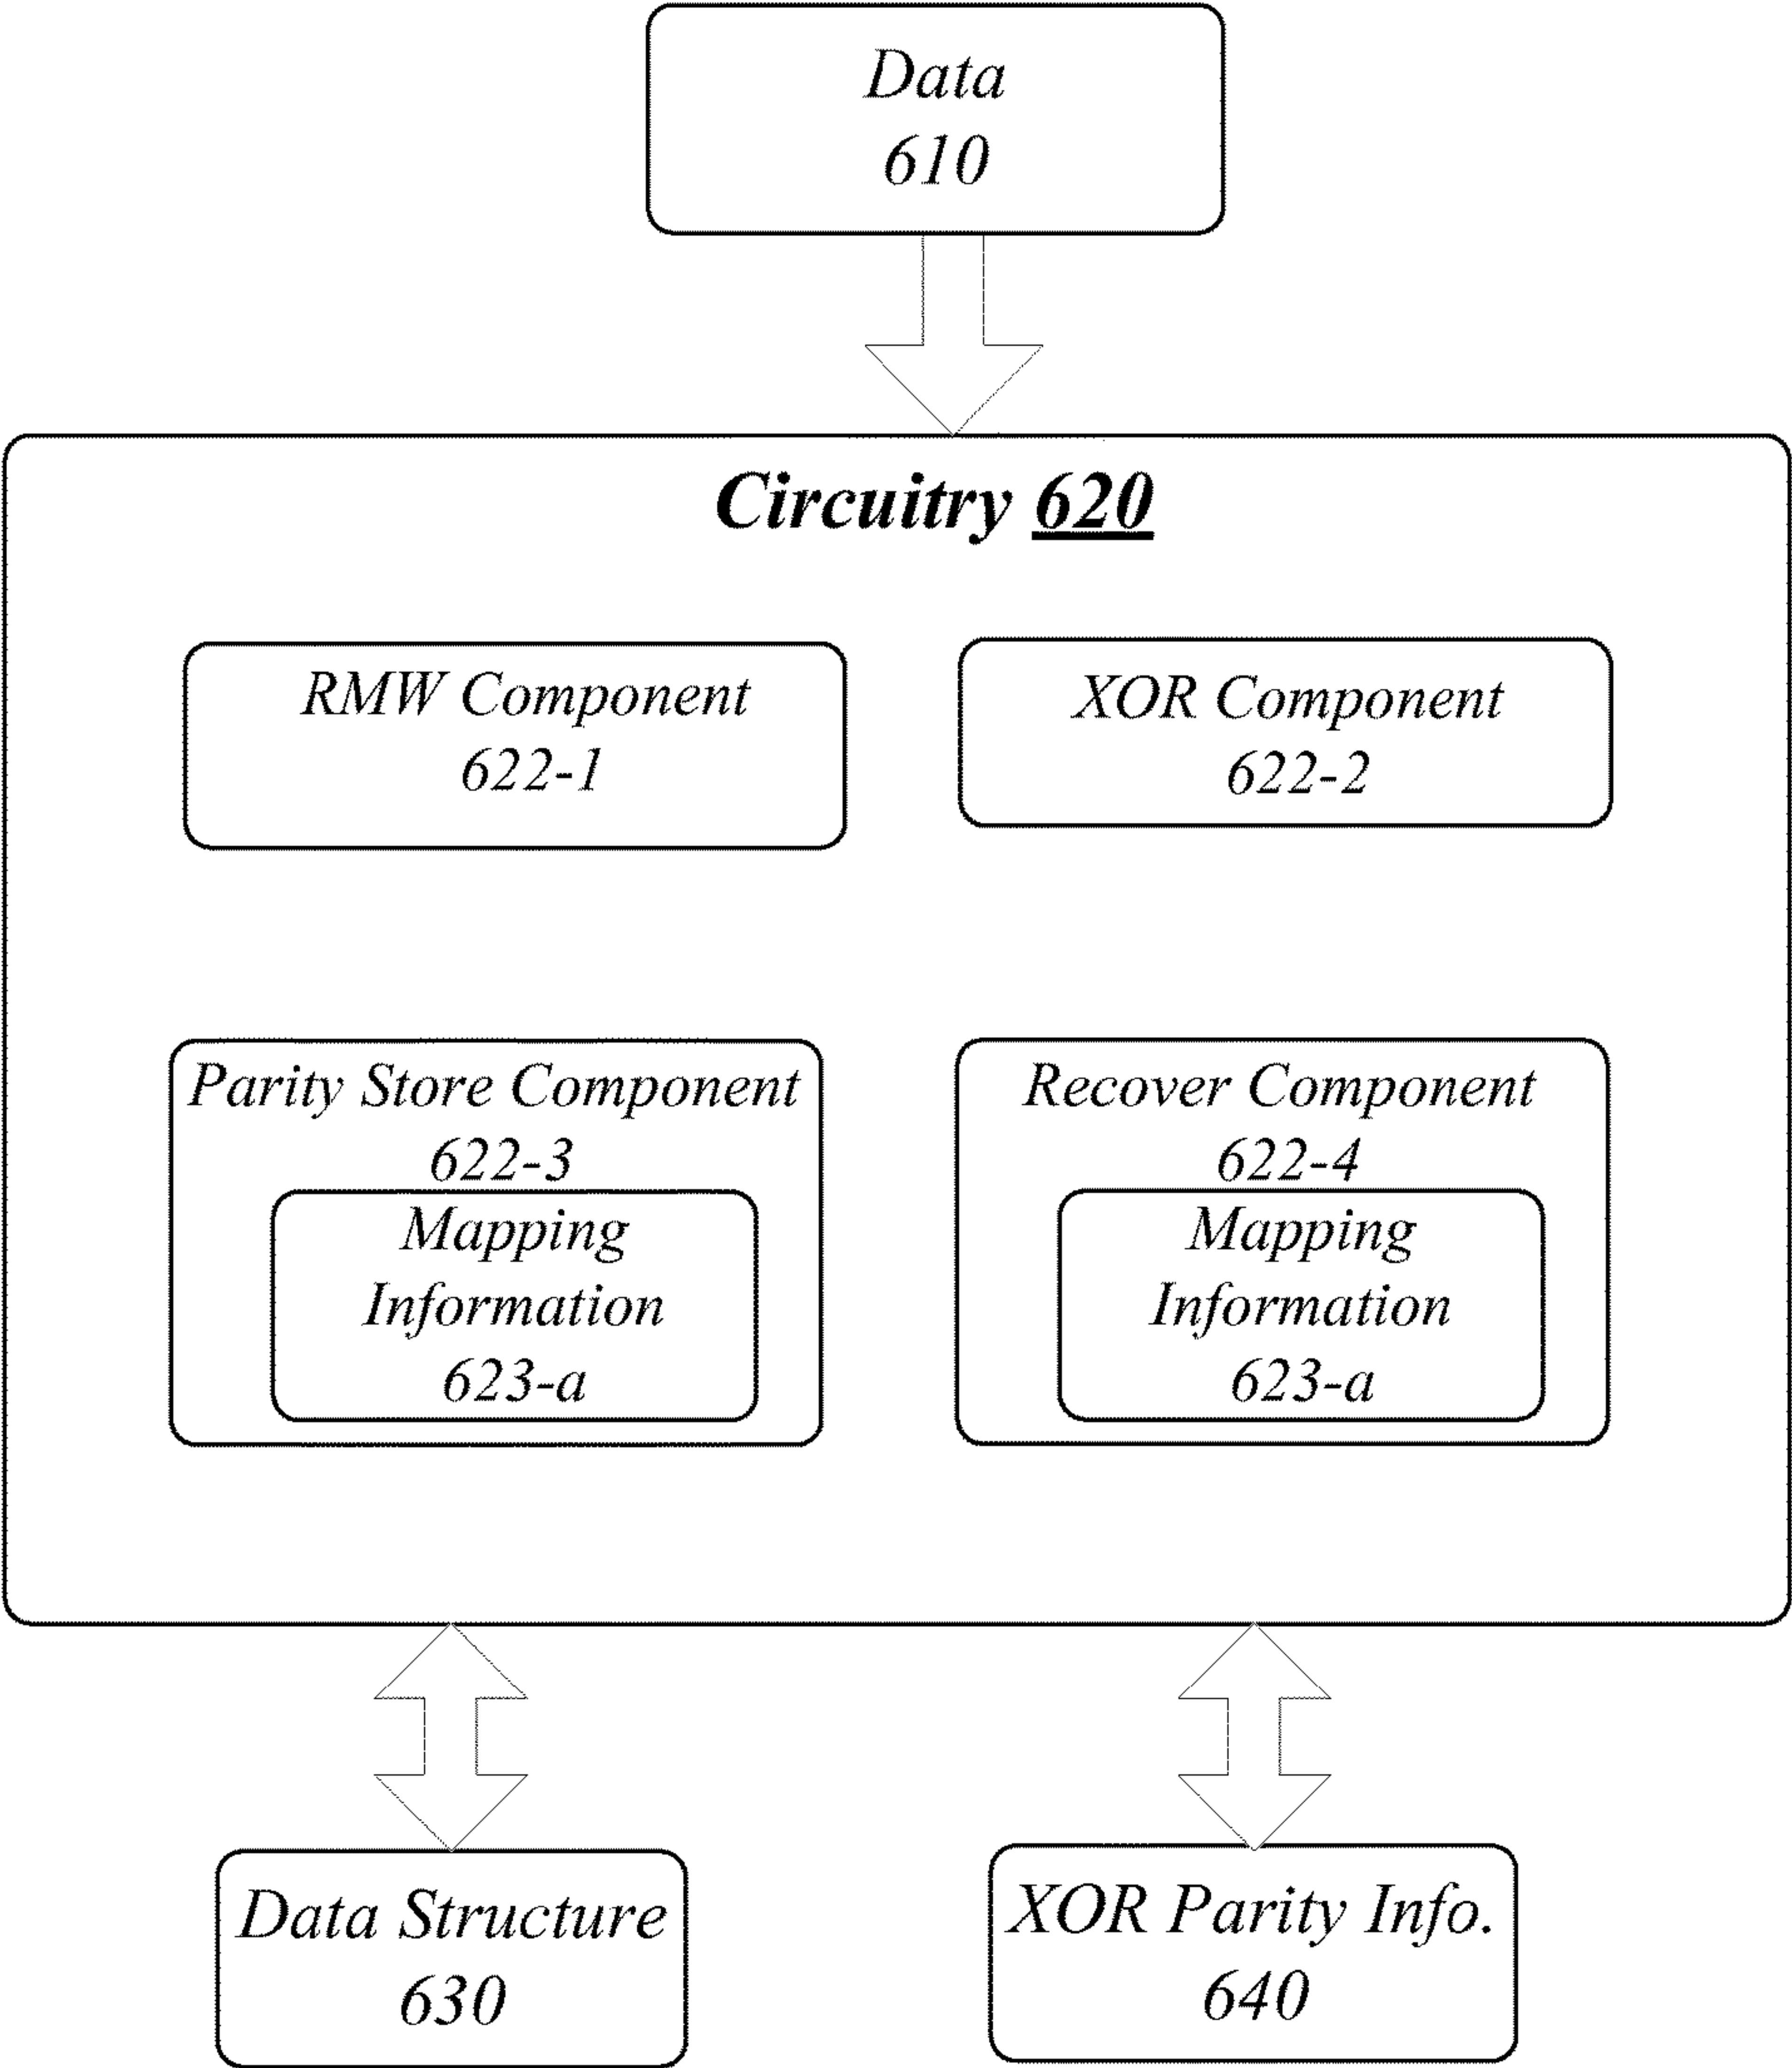 Data
610
Circuitry 620
RMW Component
622-1
XOR Component
622-2
Parity Store Component
622-3
Mapping
Information
623-a
Recover Component
622-4
Mapping
Information
623-a
Data Structure
630
XOR Parity Info.
640